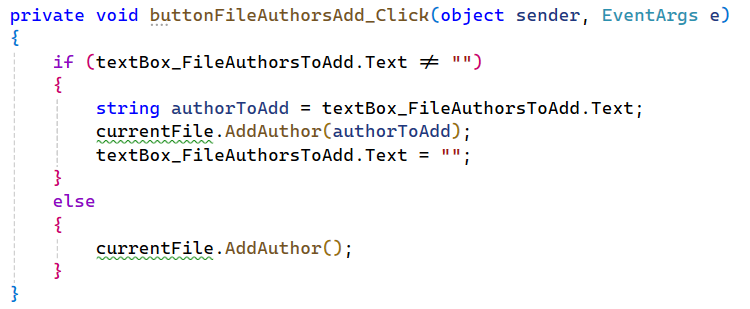 private void buttonFileAuthorsAdd_Click(object sender, EventArgs e)
{
    if (textBox_FileAuthorsToAdd.Text ≠ "")
    {
        string authorToAdd = textBox_FileAuthorsToAdd.Text;
        currentFile.AddAuthor(authorToAdd);
        textBox_FileAuthorsToAdd.Text = "";
    }
    else
    {
        currentFile.AddAuthor();
    }
}